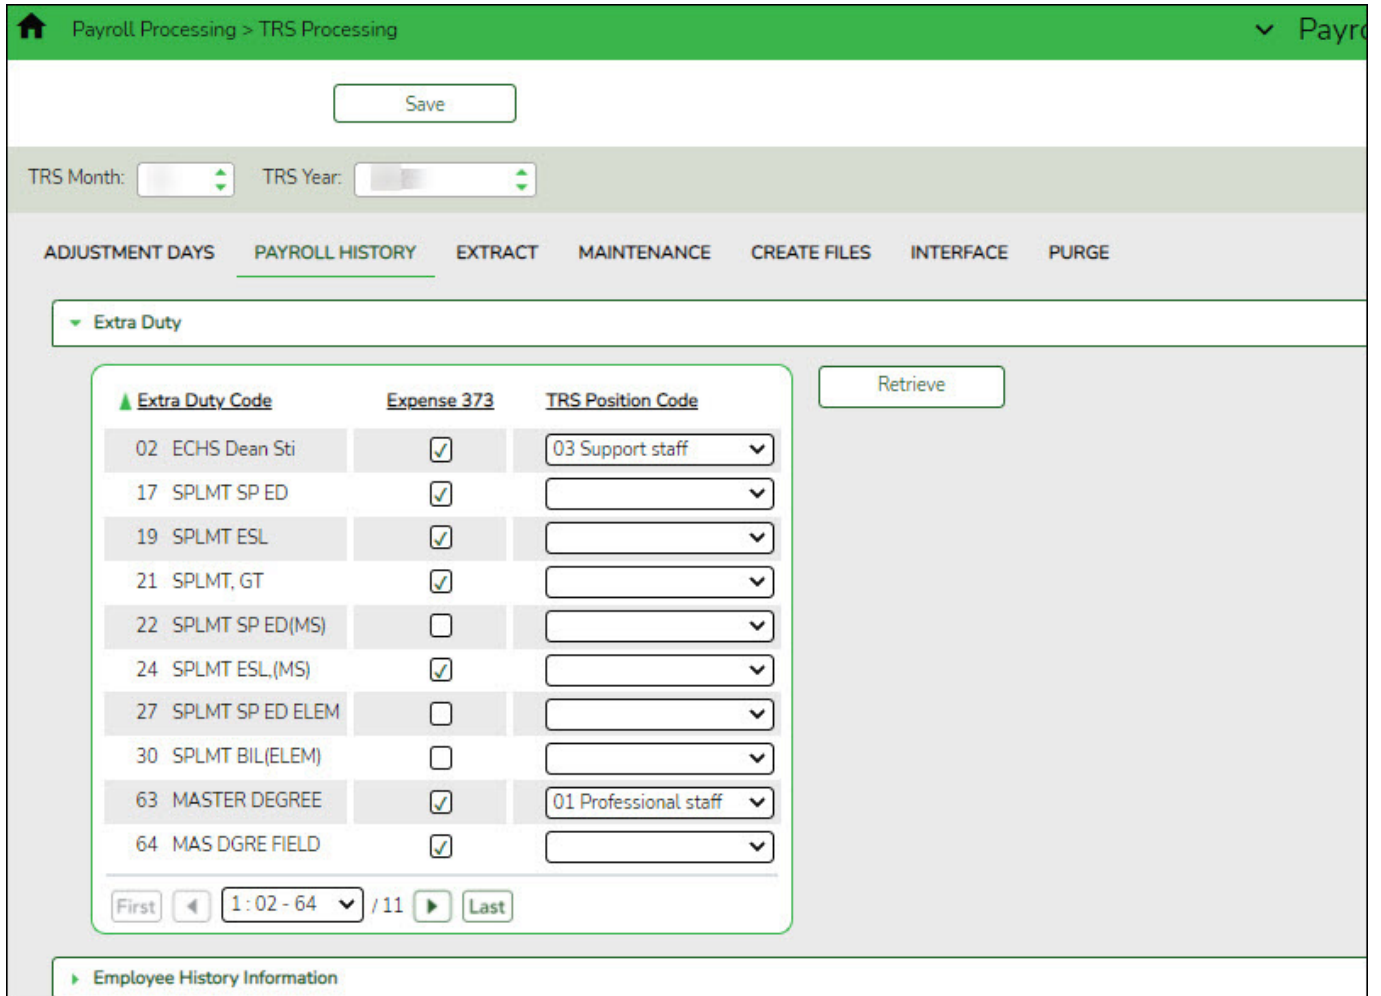 Payroll Processing > TRS Processing
Payro
Save
TRS Month: TRS Year:
ADJUSTMENT DAYS PAYROLL HISTORY EXTRACT MAINTENANCE CREATE FILES INTERFACE PURGE
Extra Duty
Retrieve
Extra Duty Code Expense 373 TRS Position Code
02 ECHS Dean Sti 03 Support staff
17 SPLMT SP ED
19 SPLMT ESL
21 SPLMT, GT
22 SPLMT SP ED(MS)
24 SPLMT ESL,(MS)
27 SPLMT SP ED ELEM
30 SPLMT BIL(ELEM)
63 MASTER DEGREE 01 Professional staff
64 MAS DGRE FIELD
First 1 : 02 - 64 / 11 Last
Employee History Information